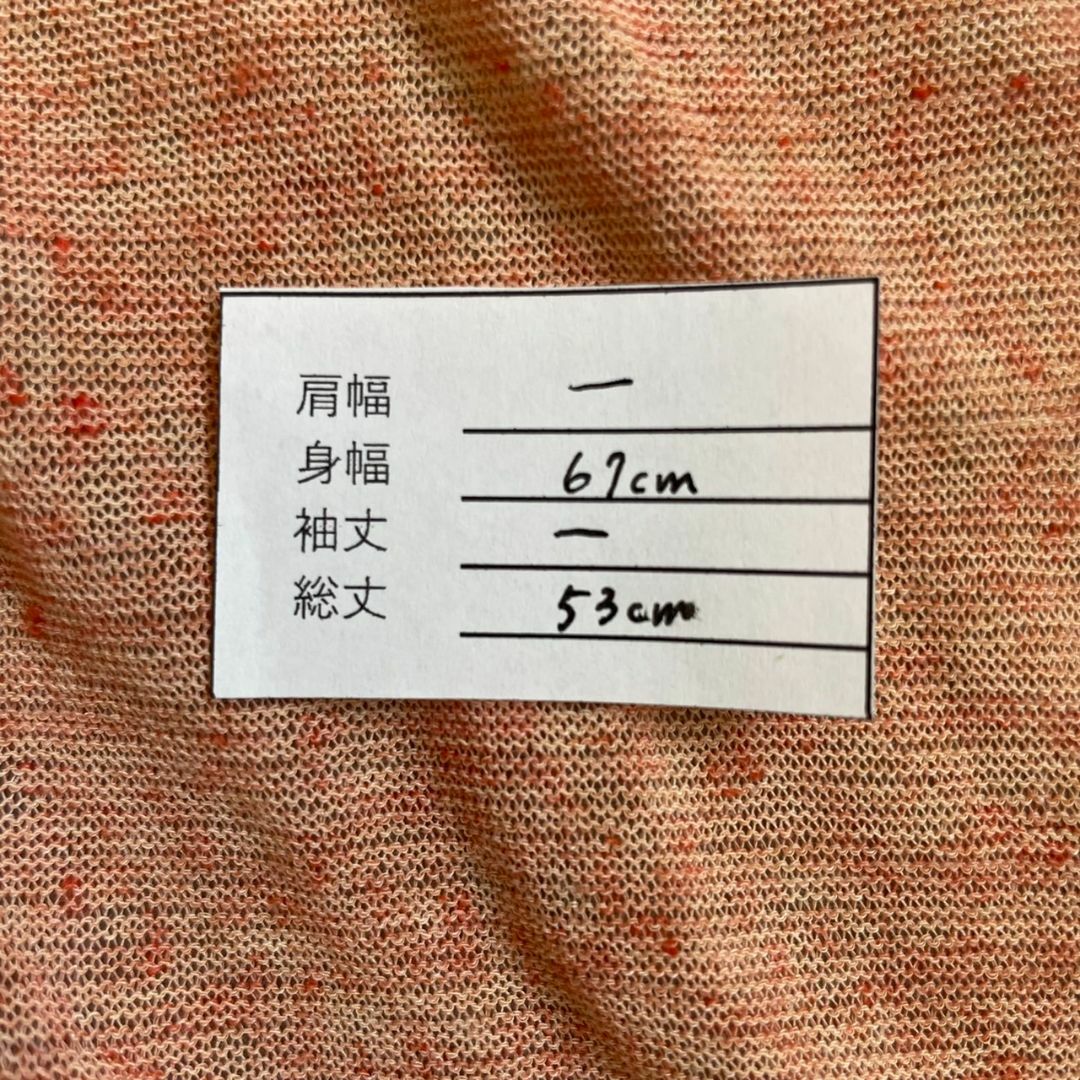 肩幅 ー
身幅 67cm
袖丈 ー
総丈 53cm